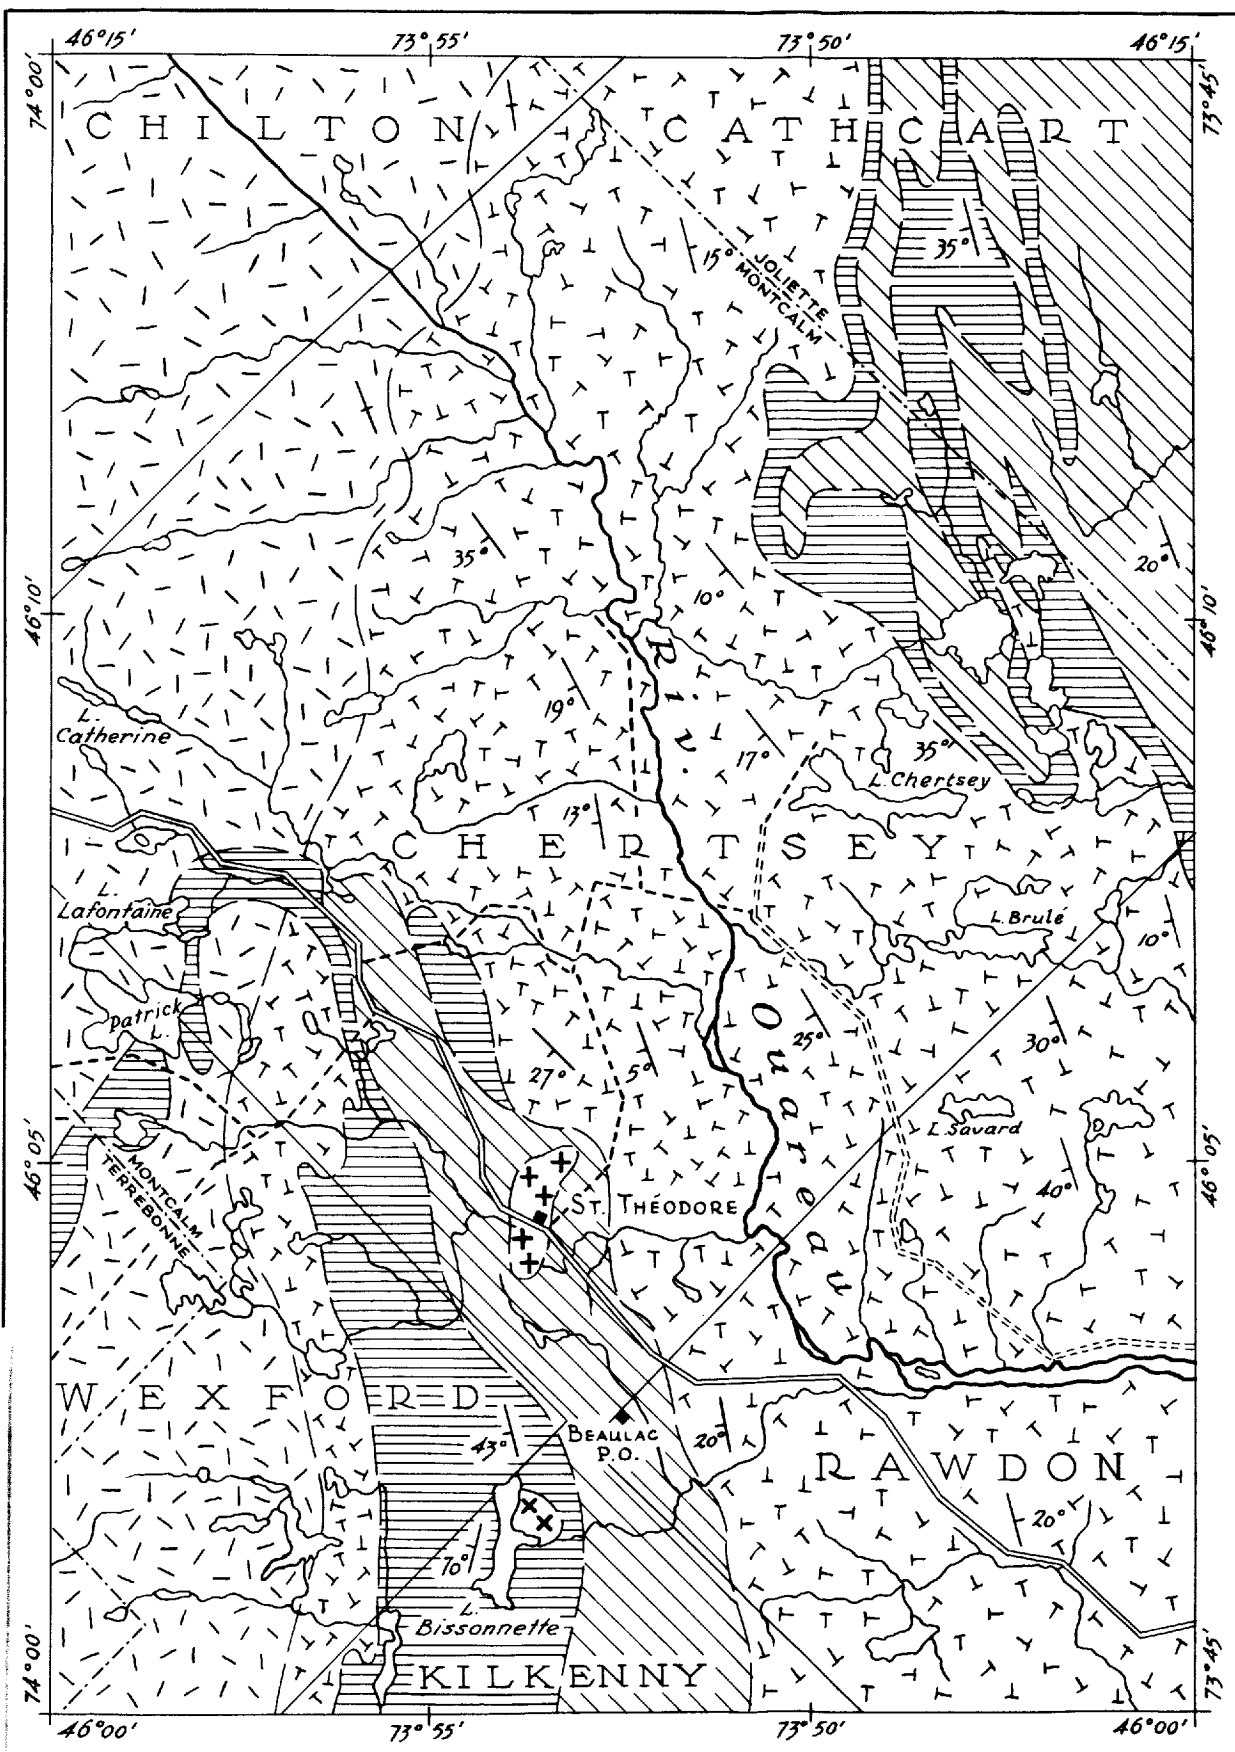 46°15' 73°55' 73°50' 46°15'
74°00' 73°45'
CHILTON CATHCART
15° JOLIETTE
MONTCALM
35°
35°
20°
46°10' 10° 46°10'
Riv. Ouareau
19°
17° 35°
L.
Catherine
L. Chertsey
13°
CHERTSEY
L.
Lafontaine
L. Brulé
10°
Patrick
L.
25° 30°
27° 5°
L. Savard
46°05' 46°05'
MONTCALM
TERREBONNE
ST. THÉODORE
40°
WEXFORD
43°
BEAULAC
P.O.
20°
RAWDON
20°
70°
L.
Bissonnette
KILKENNY
74°00' 73°45'
46°00' 73°55' 73°50' 46°00'